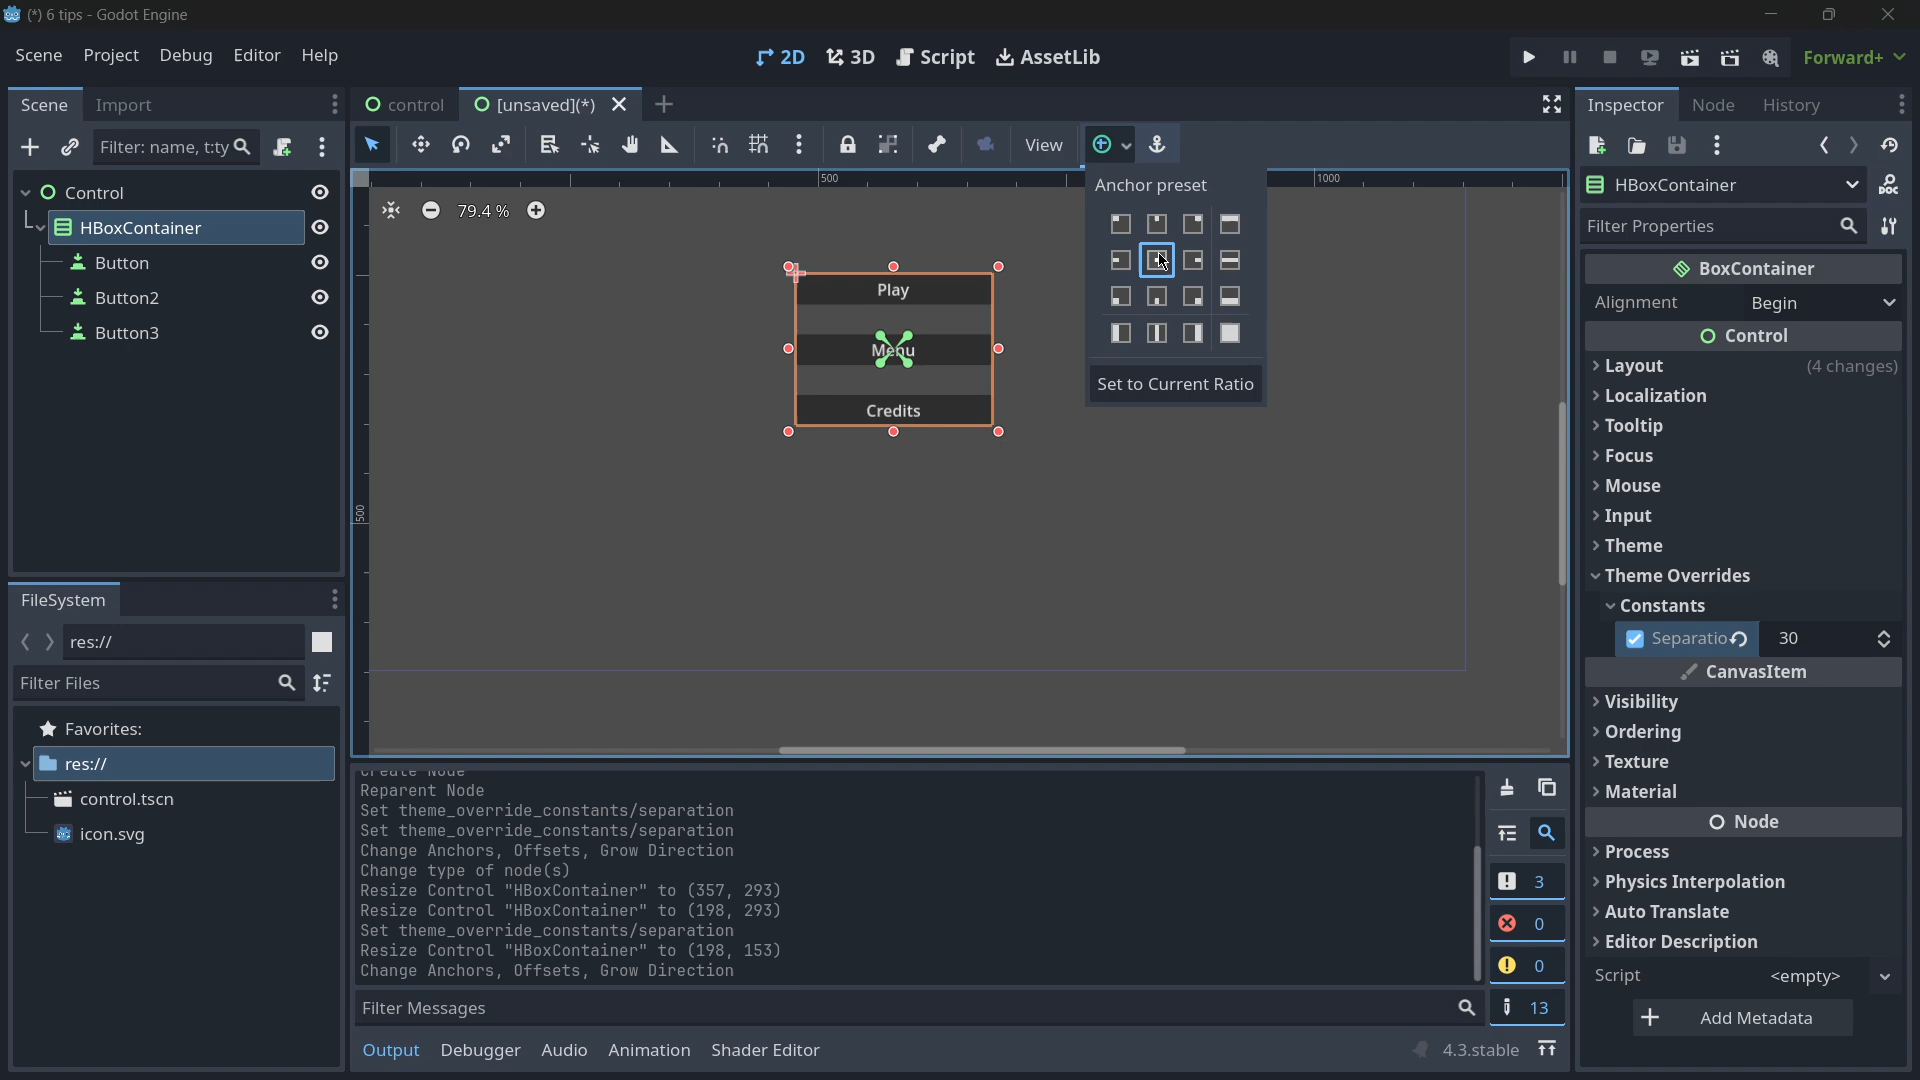 (*) 6 tips - Godot Engine
Scene Project Debug Editor Help
2D 3D Script AssetLib
Forward+
Scene Import
control [unsaved](*)
Inspector Node History
Filter: name, t:ty
View
HBoxContainer
Filter Properties
Control
HBoxContainer
Button
Button2
Button3
500
1000
79.4 %
500
Play
Menu
Credits
Anchor preset
Set to Current Ratio
BoxContainer
Alignment Begin
Control
Layout (4 changes)
Localization
Tooltip
Focus
Mouse
Input
Theme
Theme Overrides
Constants
Separatio 30
CanvasItem
Visibility
Ordering
Texture
Material
Node
Process
Physics Interpolation
Auto Translate
Editor Description
Script <empty>
Add Metadata
FileSystem
res://
Filter Files
Favorites:
res://
control.tscn
icon.svg
Create Node
Reparent Node
Set theme_override_constants/separation
Set theme_override_constants/separation
Change Anchors, Offsets, Grow Direction
Change type of node(s)
Resize Control "HBoxContainer" to (357, 293)
Resize Control "HBoxContainer" to (198, 293)
Set theme_override_constants/separation
Resize Control "HBoxContainer" to (198, 153)
Change Anchors, Offsets, Grow Direction
3
0
0
13
Filter Messages
Output Debugger Audio Animation Shader Editor
4.3.stable